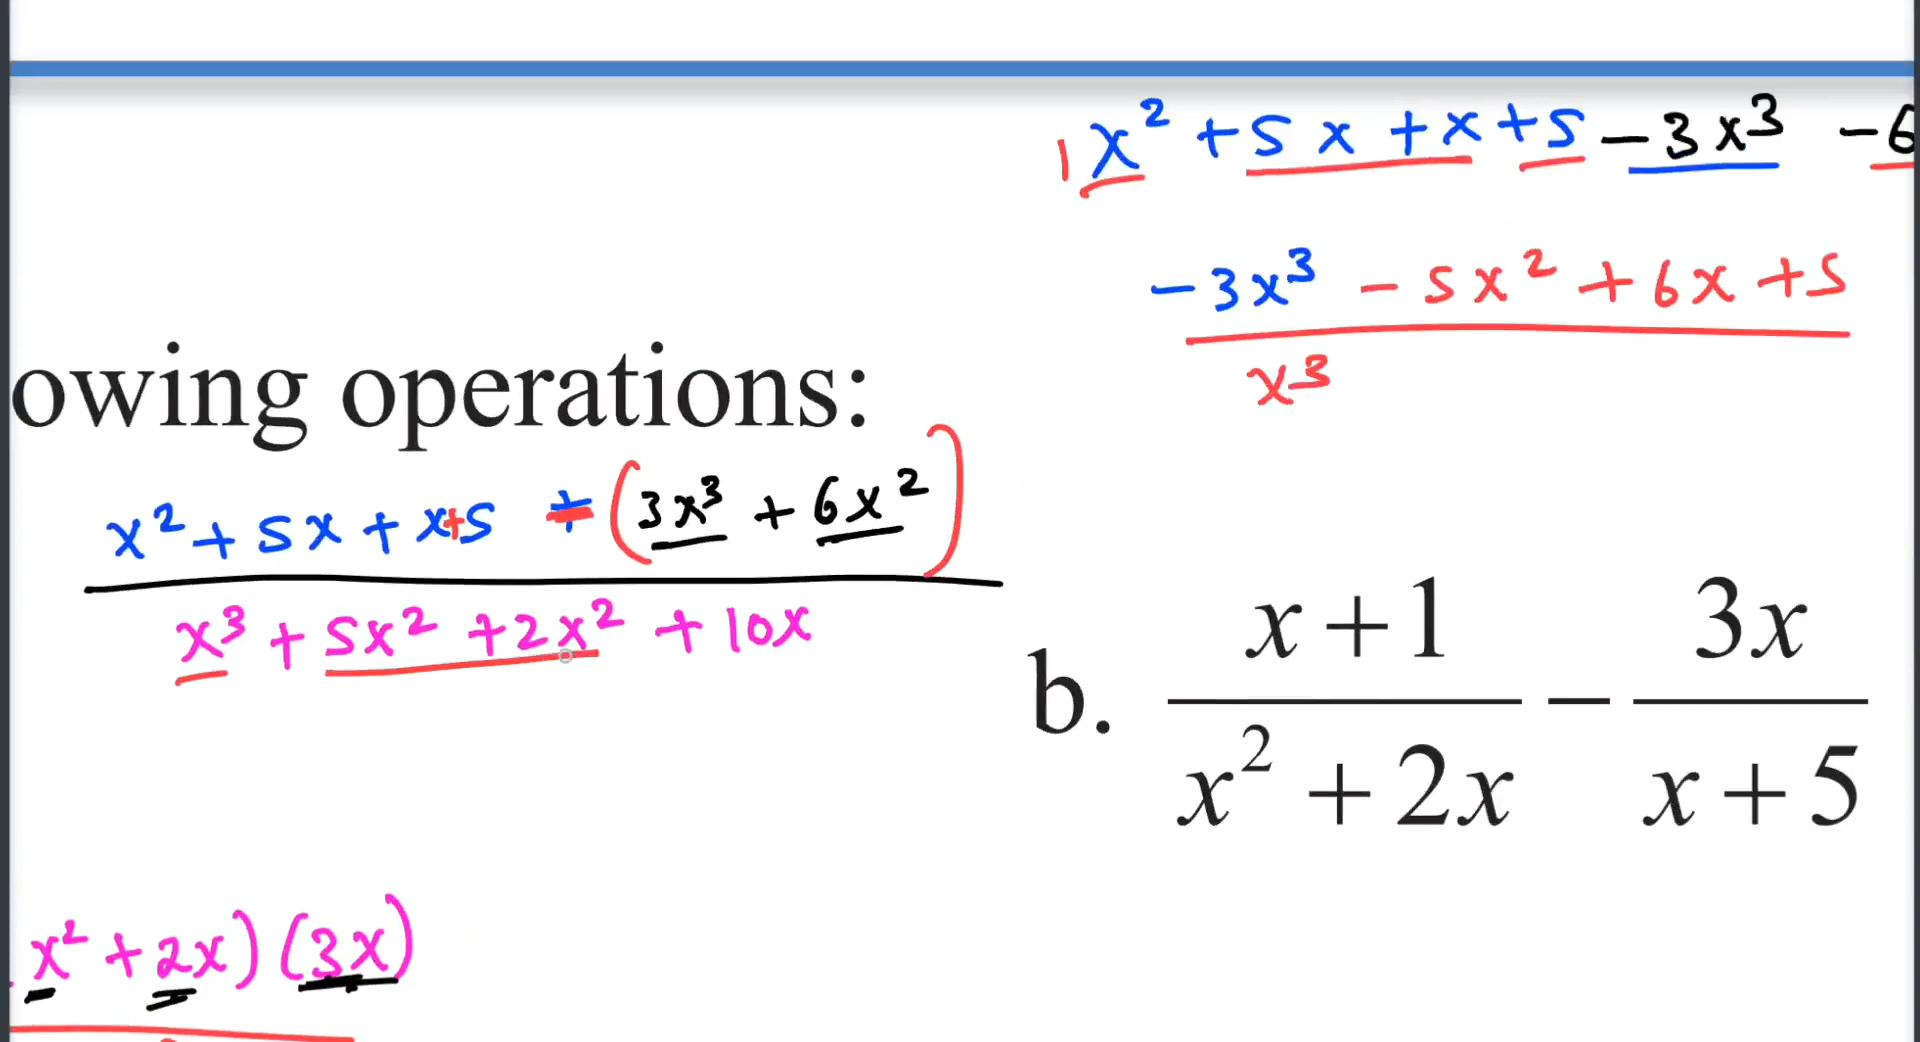 1x² + 5x + x + 5 - 3x³ - 6
-3x³ - 5x² + 6x + 5
x³
owing operations:
x² + 5x + x + 5 - (3x³ + 6x²)
x³ + 5x² + 2x² + 10x
b. x + 1 / x² + 2x - 3x / x + 5
x² + 2x) (3x)